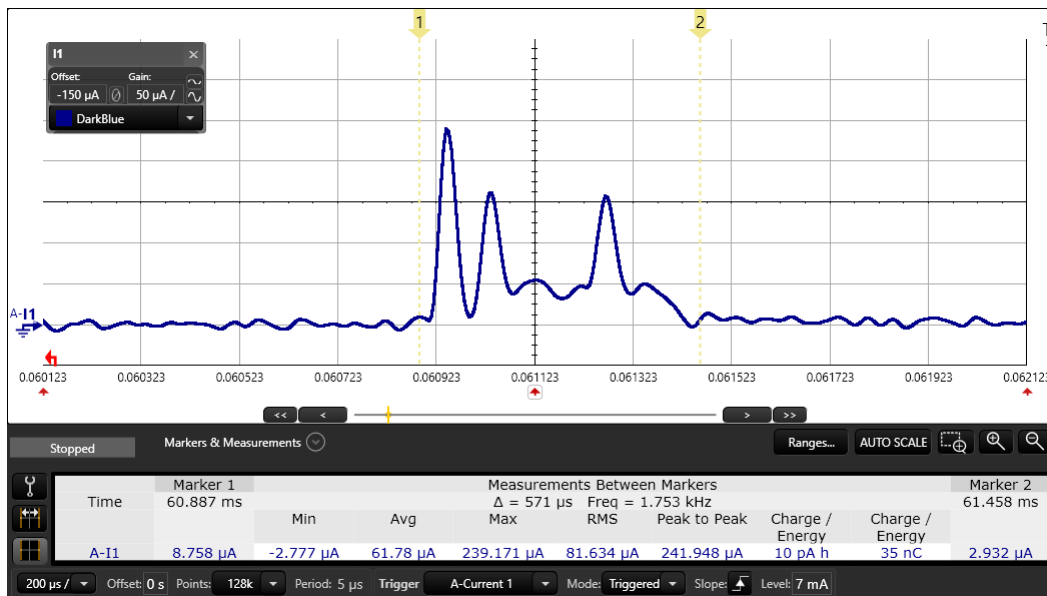 1
2
T
I1
×
Offset:
Gain:
-150 µA
50 µA /
DarkBlue
A-I1
0.060123
0.060323
0.060523
0.060723
0.060923
0.061123
0.061323
0.061523
0.061723
0.061923
0.062123
<<
<
>
>>
Stopped
Markers & Measurements
Ranges...
AUTO SCALE
Marker 1
Measurements Between Markers
Marker 2
Time
60.887 ms
Δ = 571 µs Freq = 1.753 kHz
61.458 ms
Min
Avg
Max
RMS
Peak to Peak
Charge /
Energy
Charge /
Energy
A-I1
8.758 µA
-2.777 µA
61.78 µA
239.171 µA
81.634 µA
241.948 µA
10 pA h
35 nC
2.932 µA
200 µs /
Offset: 0 s
Points: 128k
Period: 5 µs
Trigger
A-Current 1
Mode: Triggered
Slope:
Level: 7 mA